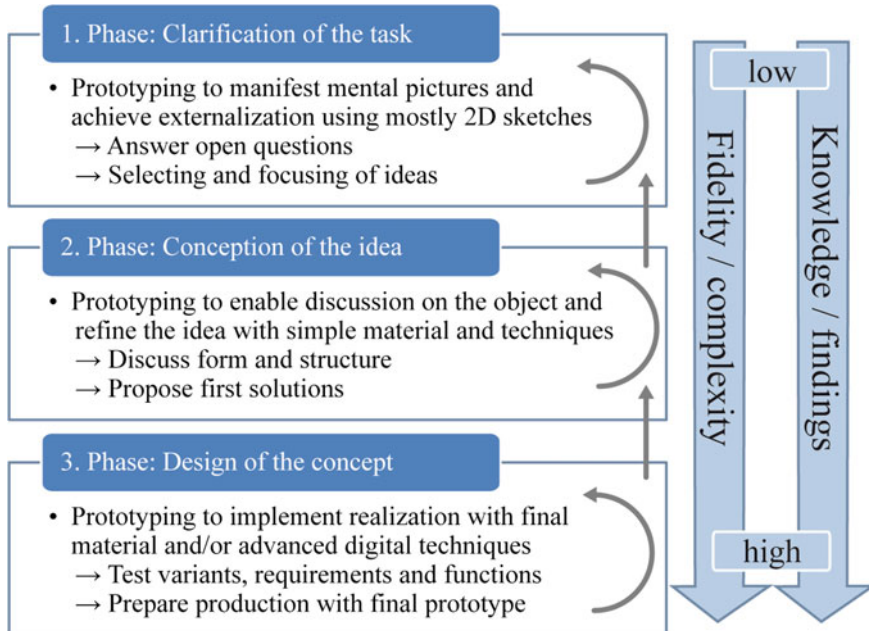 1. Phase: Clarification of the task
• Prototyping to manifest mental pictures and
achieve externalization using mostly 2D sketches
→ Answer open questions
→ Selecting and focusing of ideas
2. Phase: Conception of the idea
• Prototyping to enable discussion on the object and
refine the idea with simple material and techniques
→ Discuss form and structure
→ Propose first solutions
3. Phase: Design of the concept
• Prototyping to implement realization with final
material and/or advanced digital techniques
→ Test variants, requirements and functions
→ Prepare production with final prototype
low
Fidelity / complexity
Knowledge / findings
high